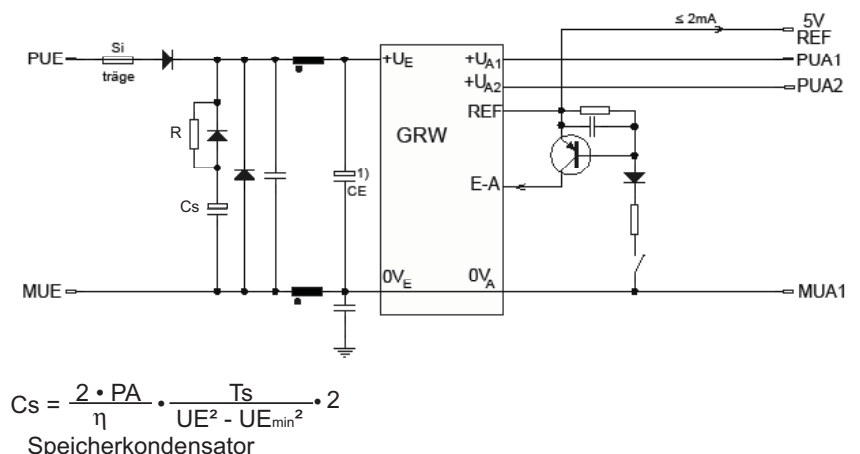 ≤ 2mA
5V
REF
PUE
Si
träge
+U_E
+U_A1
PUA1
+U_A2
PUA2
REF
GRW
R
1)
CE
E-A
Cs
MUE
0V_E
0V_A
MUA1
Cs = 2 • PA / η • Ts / UE² - UEmin² • 2
Speicherkondensator